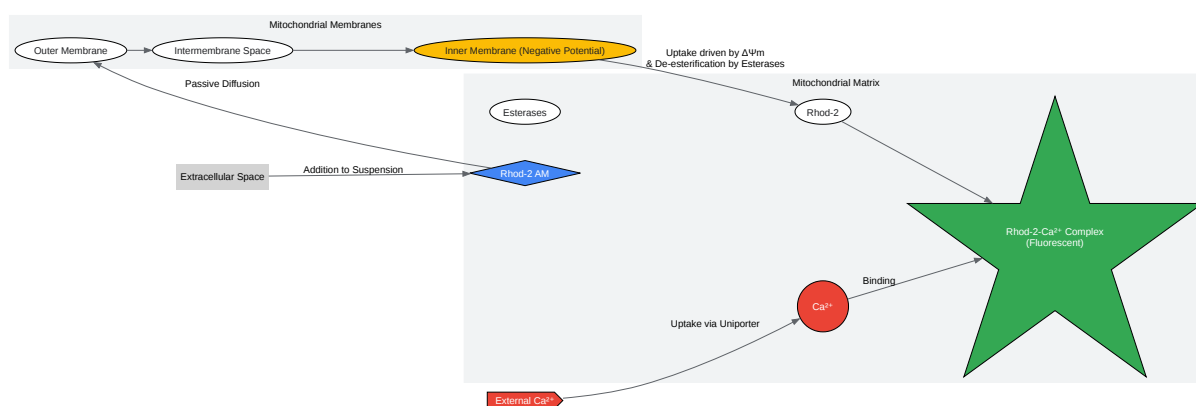 Mitochondrial Membranes
Outer Membrane
Intermembrane Space
Inner Membrane (Negative Potential)
Uptake driven by ΔΨm
& De-esterification by Esterases
Passive Diffusion
Mitochondrial Matrix
Esterases
Rhod-2
Extracellular Space
Addition to Suspension
Rhod-2 AM
Rhod-2-Ca²⁺ Complex
(Fluorescent)
Binding
Ca²⁺
Uptake via Uniporter
External Ca²⁺